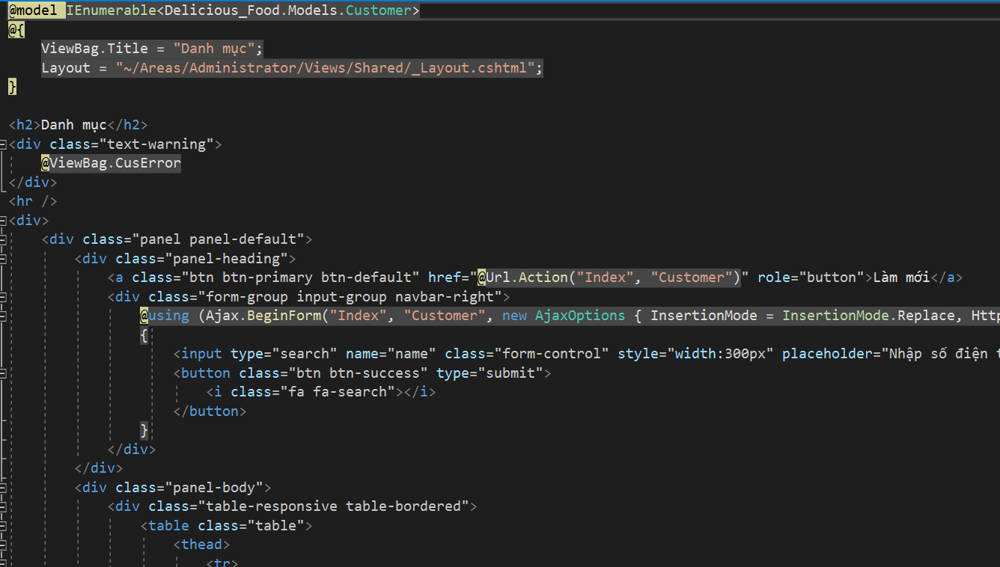 @model IEnumerable<Delicious_Food.Models.Customer>
@{
ViewBag.Title = "Danh mục";
Layout = "~/Areas/Administrator/Views/Shared/_Layout.cshtml";
}
<h2>Danh mục</h2>
<div class="text-warning">
@ViewBag.CusError
</div>
<hr />
<div>
<div class="panel panel-default">
<div class="panel-heading">
<a class="btn btn-primary btn-default" href="@Url.Action("Index", "Customer")" role="button">Làm mới</a>
<div class="form-group input-group navbar-right">
@using (Ajax.BeginForm("Index", "Customer", new AjaxOptions { InsertionMode = InsertionMode.Replace, Http
{
<input type="search" name="name" class="form-control" style="width:300px" placeholder="Nhập số điện t
<button class="btn btn-success" type="submit">
<i class="fa fa-search"></i>
</button>
}
</div>
</div>
<div class="panel-body">
<div class="table-responsive table-bordered">
<table class="table">
<thead>
<tr>